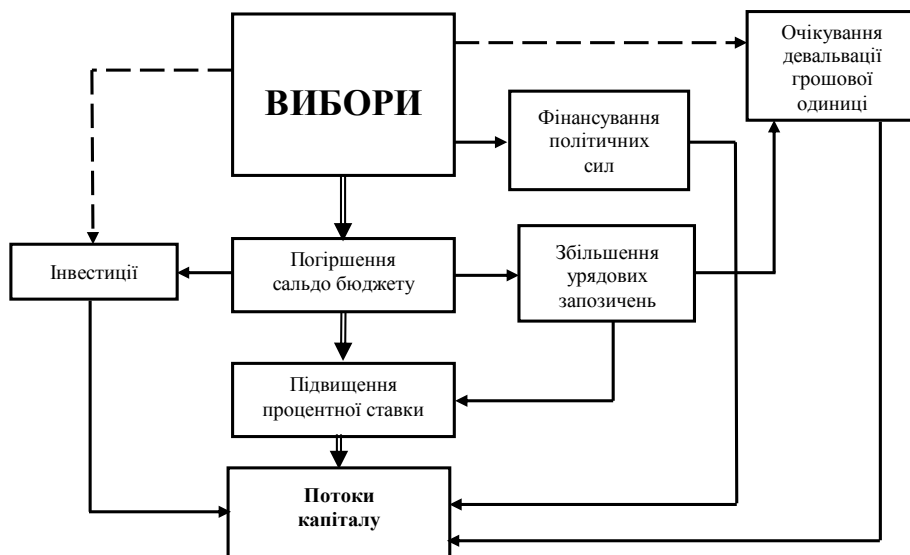 Очікування
девальвації
грошової
одиниці
ВИБОРИ
Фінансування
політичних
сил
Інвестиції
Погіршення
сальдо бюджету
Збільшення
урядових
запозичень
Підвищення
процентної ставки
Потоки
капіталу